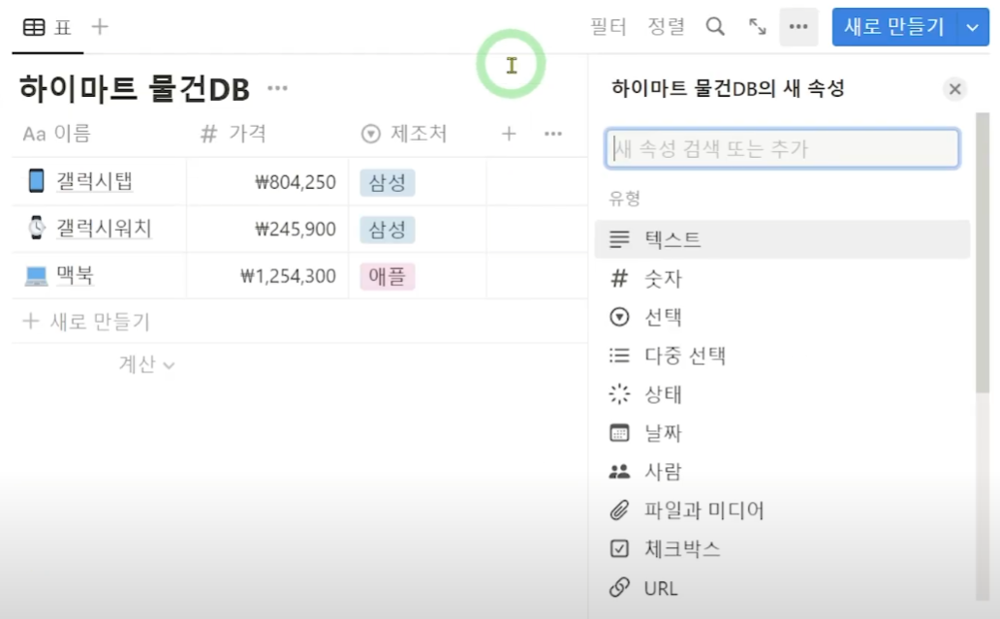 표
필터 정렬 새로 만들기
하이마트 물건DB
Aa 이름 # 가격 제조처
갤럭시탭 ₩804,250 삼성
갤럭시워치 ₩245,900 삼성
맥북 ₩1,254,300 애플
새로 만들기
계산
하이마트 물건DB의 새 속성
새 속성 검색 또는 추가
유형
텍스트
숫자
선택
다중 선택
상태
날짜
사람
파일과 미디어
체크박스
URL